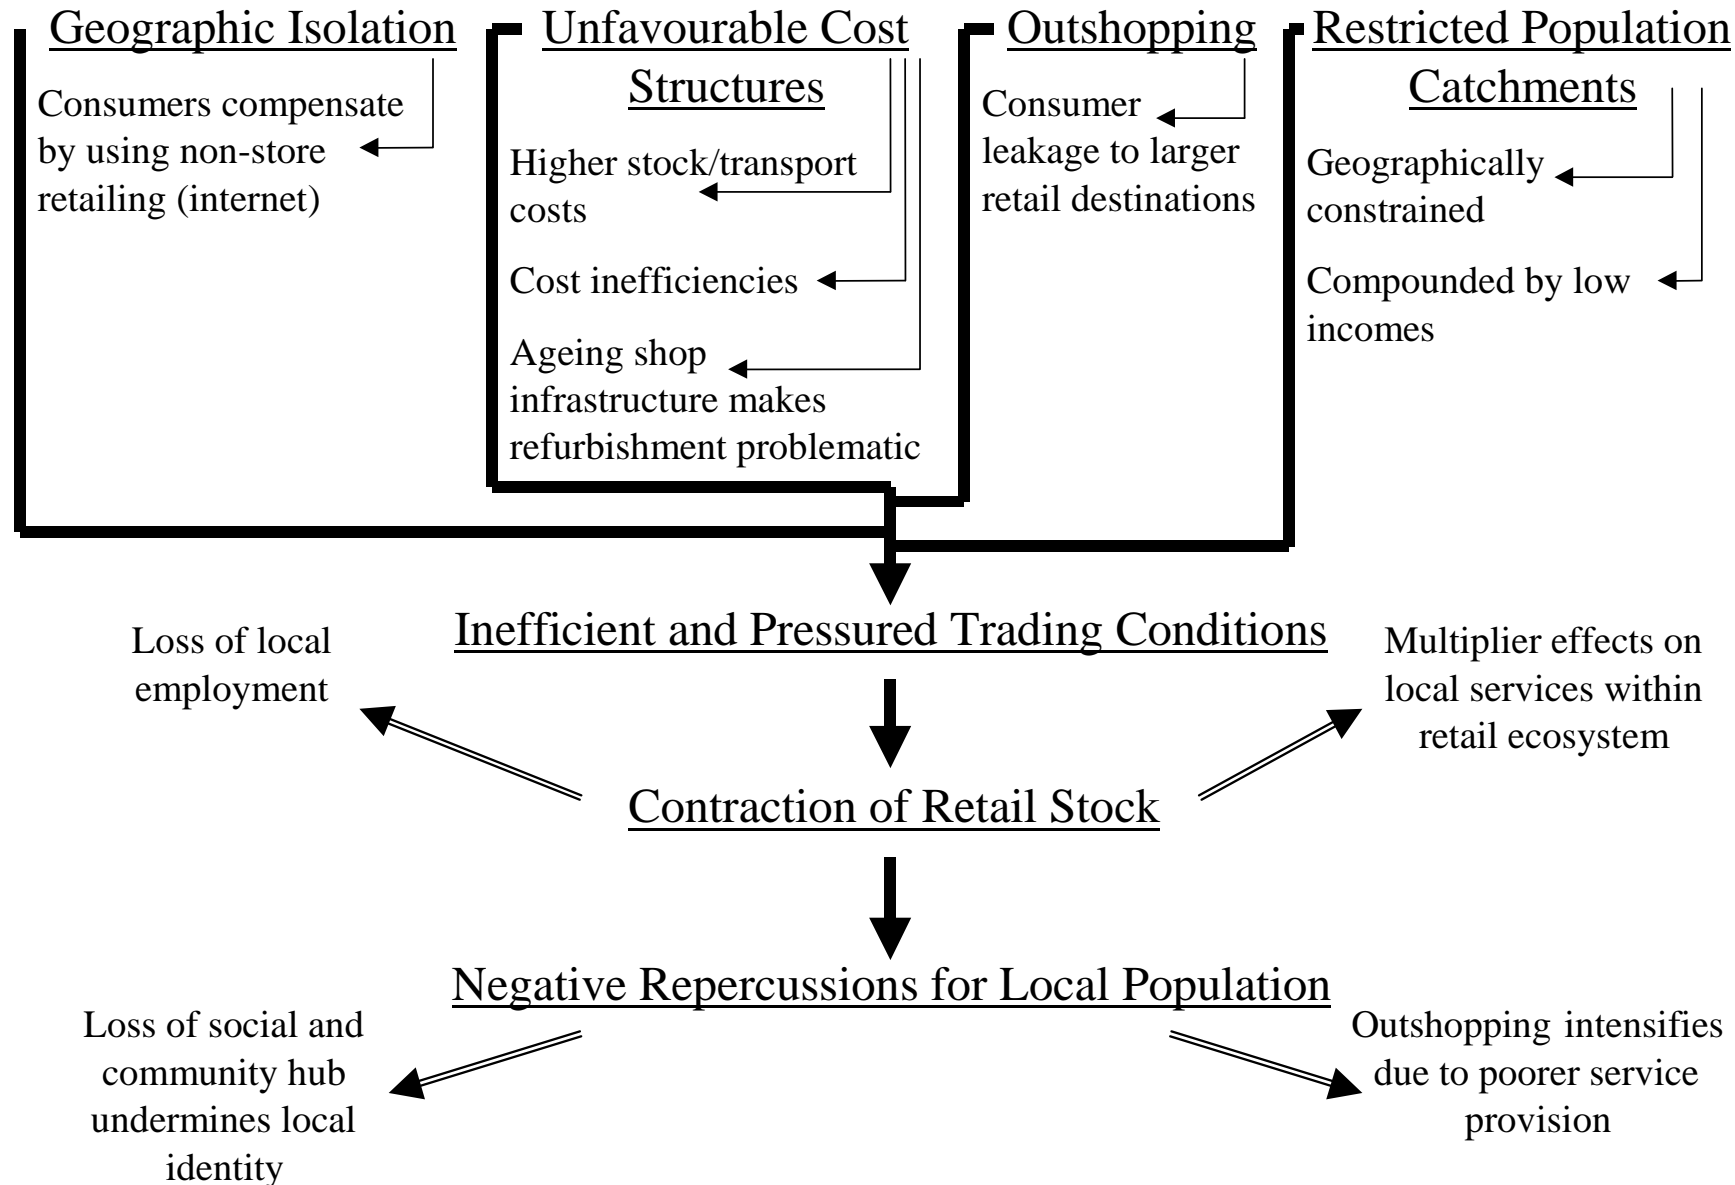 Geographic Isolation
Consumers compensate
by using non-store
retailing (internet)
Unfavourable Cost
Structures
Higher stock/transport
costs
Cost inefficiencies
Ageing shop
infrastructure makes
refurbishment problematic
Outshopping
Consumer
leakage to larger
retail destinations
Restricted Population
Catchments
Geographically
constrained
Compounded by low
incomes
Inefficient and Pressured Trading Conditions
Loss of local
employment
Multiplier effects on
local services within
retail ecosystem
Contraction of Retail Stock
Negative Repercussions for Local Population
Loss of social and
community hub
undermines local
identity
Outshopping intensifies
due to poorer service
provision